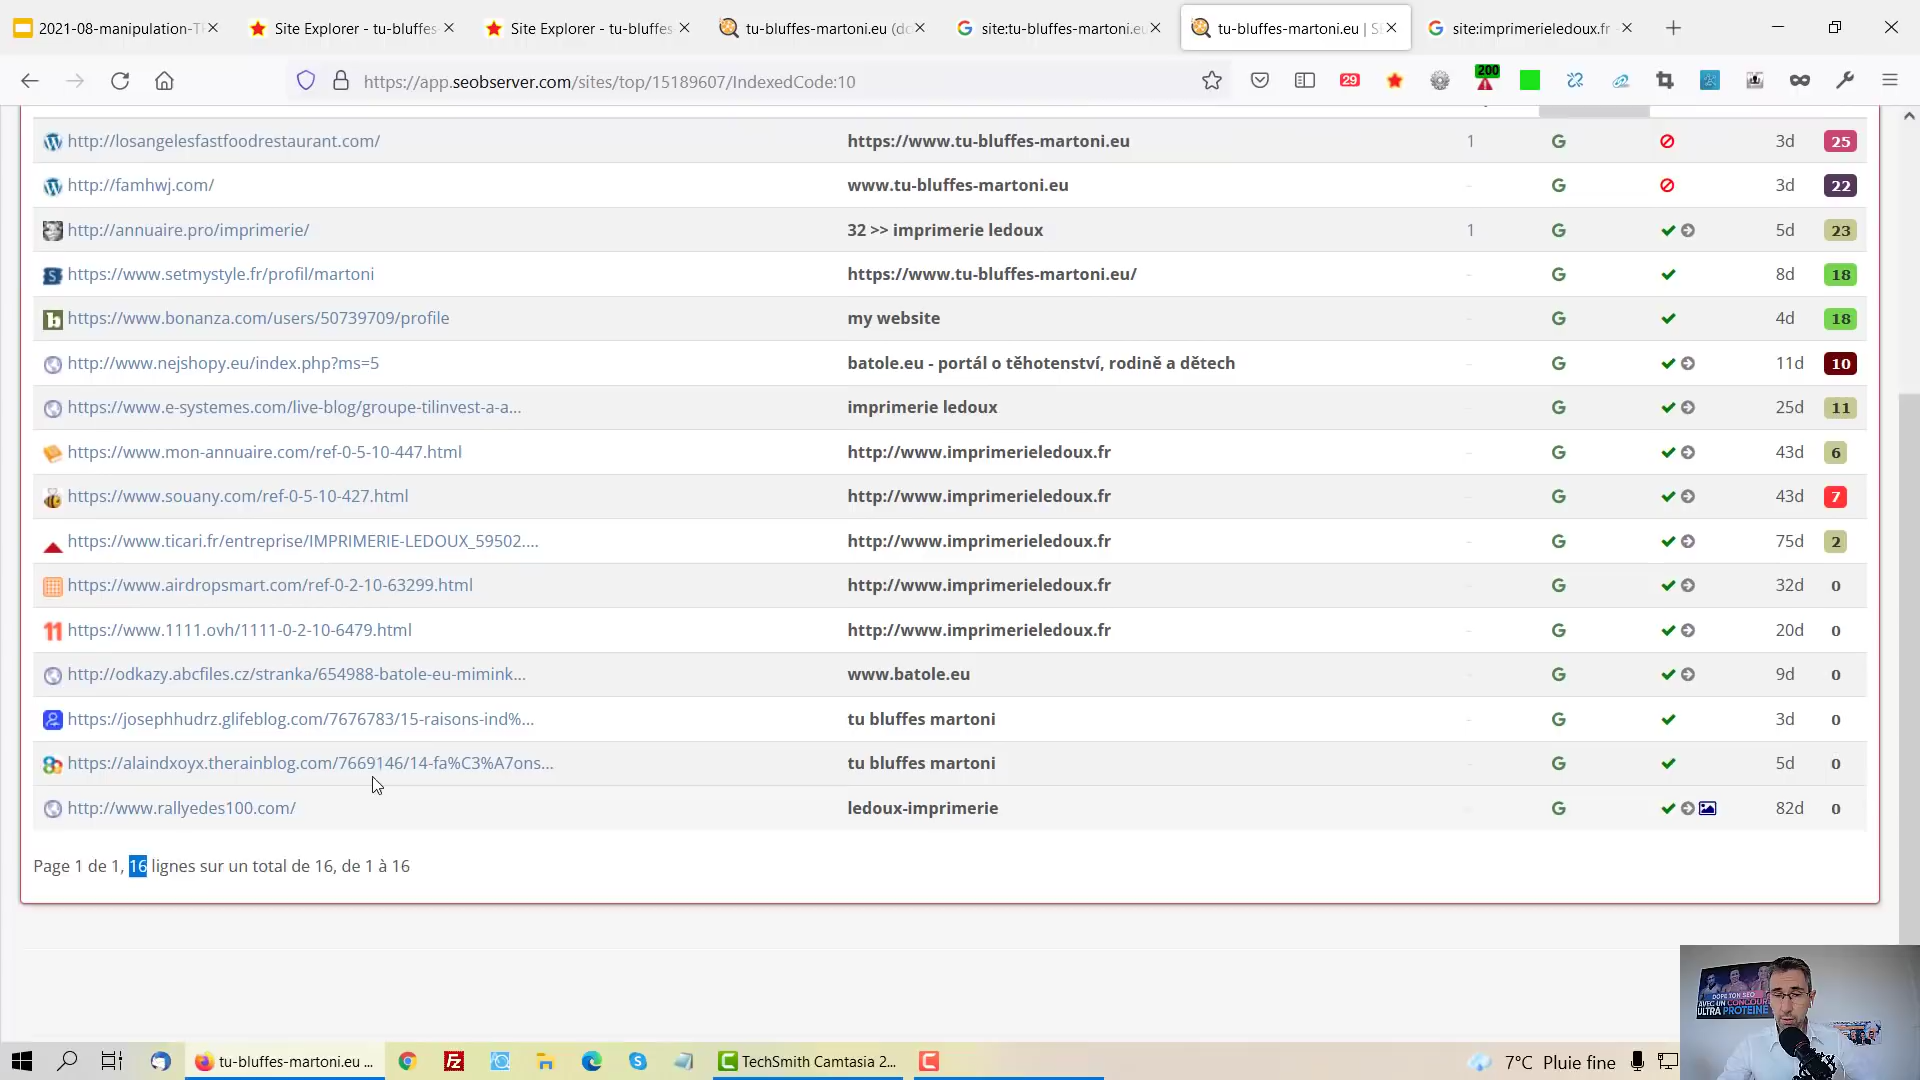 2021-08-manipulation-T
Site Explorer - tu-bluffes
Site Explorer - tu-bluffes
tu-bluffes-martoni.eu (dc
site:tu-bluffes-martoni.eu
tu-bluffes-martoni.eu | S
site:imprimerieledoux.fr
https://app.seobserver.com/sites/top/15189607/IndexedCode:10
29
200
http://losangelesfastfoodrestaurant.com/ https://www.tu-bluffes-martoni.eu 1 3d 25
http://famhwj.com/ www.tu-bluffes-martoni.eu - 3d 22
http://annuaire.pro/imprimerie/ 32 >> imprimerie ledoux 1 5d 23
https://www.setmystyle.fr/profil/martoni https://www.tu-bluffes-martoni.eu/ - 8d 18
https://www.bonanza.com/users/50739709/profile my website - 4d 18
http://www.nejshopy.eu/index.php?ms=5 batole.eu - portál o těhotenství, rodině a dětech - 11d 10
https://www.e-systemes.com/live-blog/groupe-tilinvest-a-a... imprimerie ledoux - 25d 11
https://www.mon-annuaire.com/ref-0-5-10-447.html http://www.imprimerieledoux.fr - 43d 6
https://www.souany.com/ref-0-5-10-427.html http://www.imprimerieledoux.fr - 43d 7
https://www.ticari.fr/entreprise/IMPRIMERIE-LEDOUX_59502.... http://www.imprimerieledoux.fr - 75d 2
https://www.airdropsmart.com/ref-0-2-10-63299.html http://www.imprimerieledoux.fr - 32d 0
https://www.1111.ovh/1111-0-2-10-6479.html http://www.imprimerieledoux.fr - 20d 0
http://odkazy.abcfiles.cz/stranka/654988-batole-eu-mimink... www.batole.eu - 9d 0
https://josephhudrz.glifeblog.com/7676783/15-raisons-ind%... tu bluffes martoni - 3d 0
https://alaindxoyx.therainblog.com/7669146/14-fa%C3%A7ons... tu bluffes martoni - 5d 0
http://www.rallyedes100.com/ ledoux-imprimerie - 82d 0
Page 1 de 1, 16 lignes sur un total de 16, de 1 à 16
DOPE TON SEO
AVEC UN CONCOURS
ULTRA PROTÉINÉ
tu-bluffes-martoni.eu ...
TechSmith Camtasia 2...
7°C Pluie fine